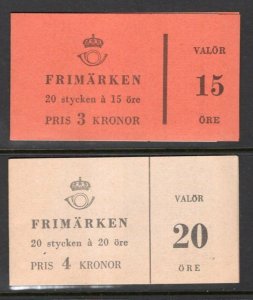 FRIMÄRKEN
20 stycken à 15 öre
PRIS 3 KRONOR
VALÖR
15
ÖRE
FRIMÄRKEN
20 stycken à 20 öre
PRIS 4 KRONOR
VALÖR
20
ÖRE